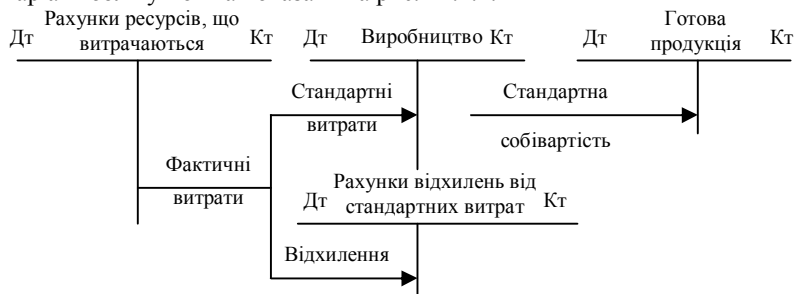 Рахунки ресурсів, що
витрачаються
Дт
Кт
Дт
Виробництво
Кт
Готова
продукція
Дт
Кт
Стандартні
витрати
Стандартна
собівартість
Фактичні
витрати
Рахунки відхилень від
стандартних витрат
Дт
Кт
Відхилення